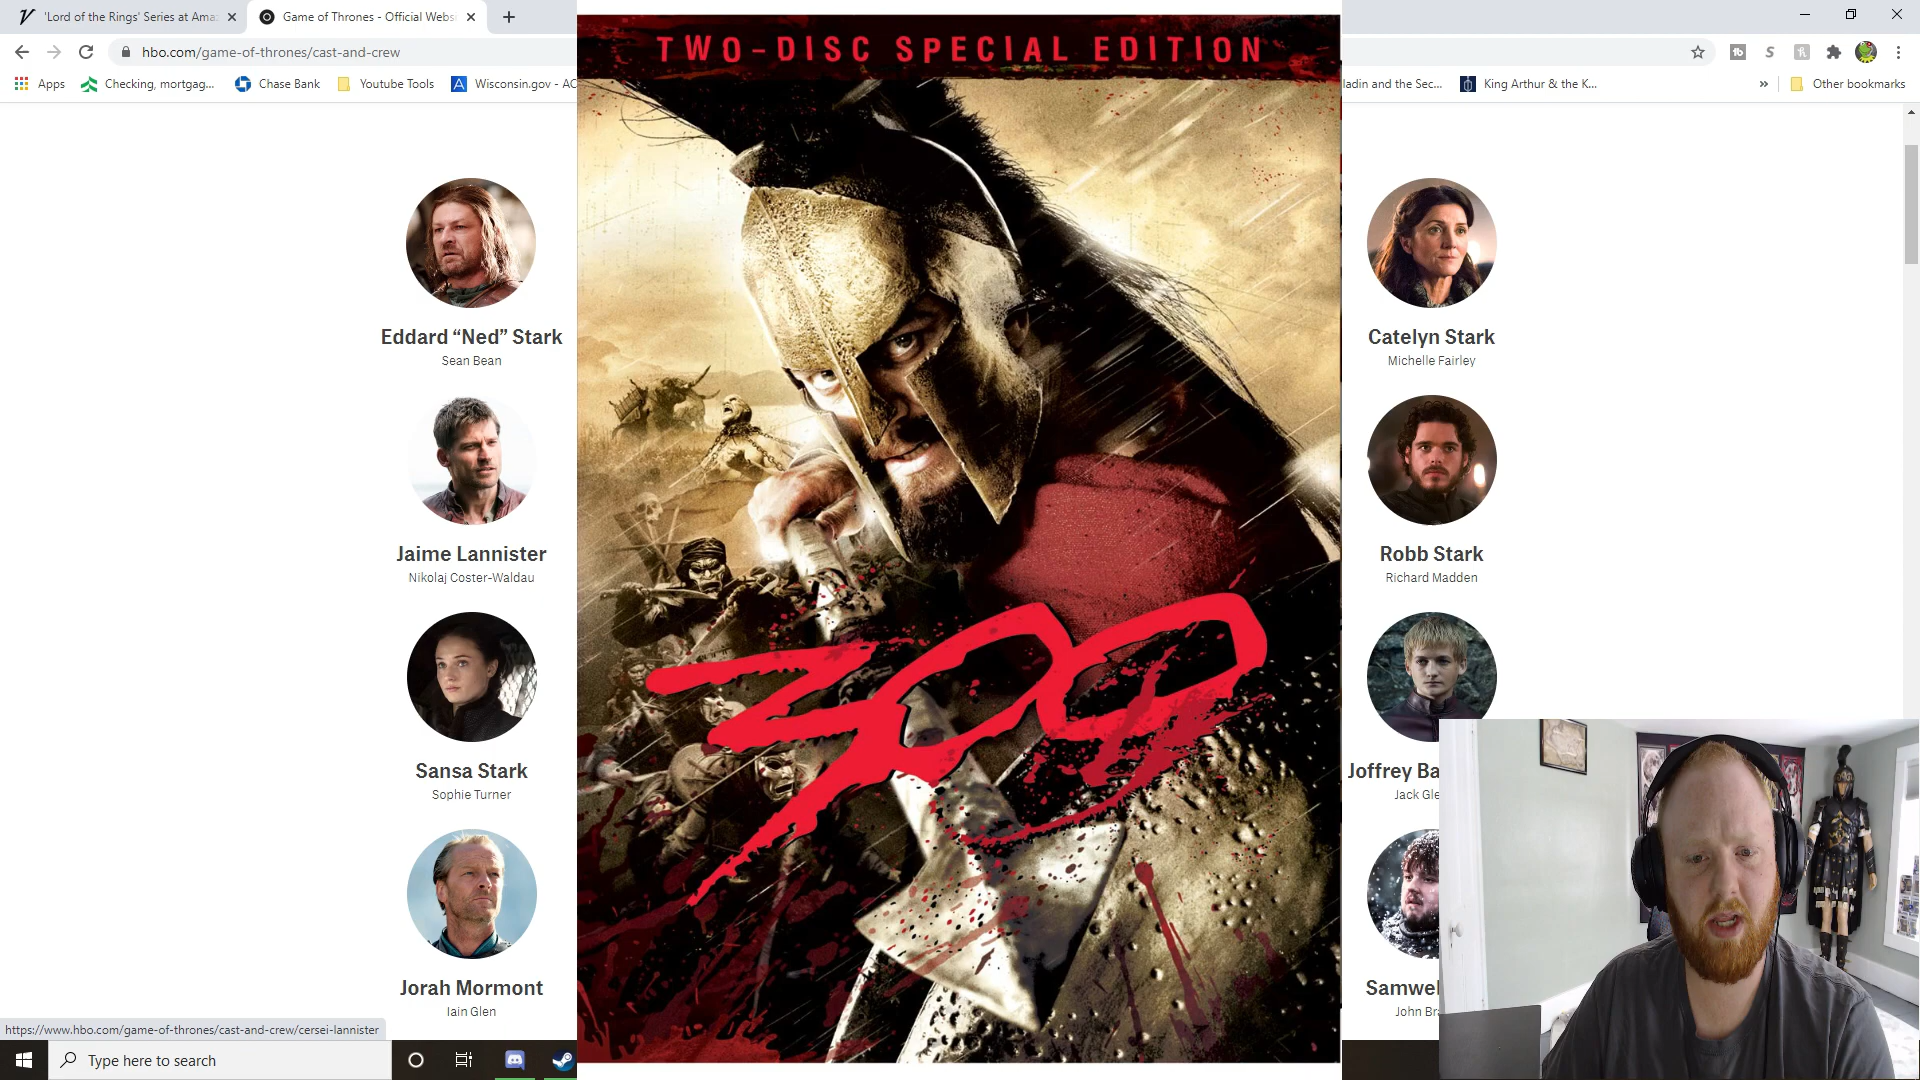 'Lord of the Rings' Series at Ama
Game of Thrones - Official Webs
hbo.com/game-of-thrones/cast-and-crew
Apps
Checking, mortgag...
Chase Bank
Youtube Tools
Wisconsin.gov - AC
ladin and the Sec...
King Arthur & the K...
Other bookmarks
TWO-DISC SPECIAL EDITION
300
Eddard “Ned” Stark
Sean Bean
Catelyn Stark
Michelle Fairley
Jaime Lannister
Nikolaj Coster-Waldau
Robb Stark
Richard Madden
Sansa Stark
Sophie Turner
Joffrey Ba
Jack Gle
Jorah Mormont
Iain Glen
Samwel
John Bra
https://www.hbo.com/game-of-thrones/cast-and-crew/cersei-lannister
Type here to search